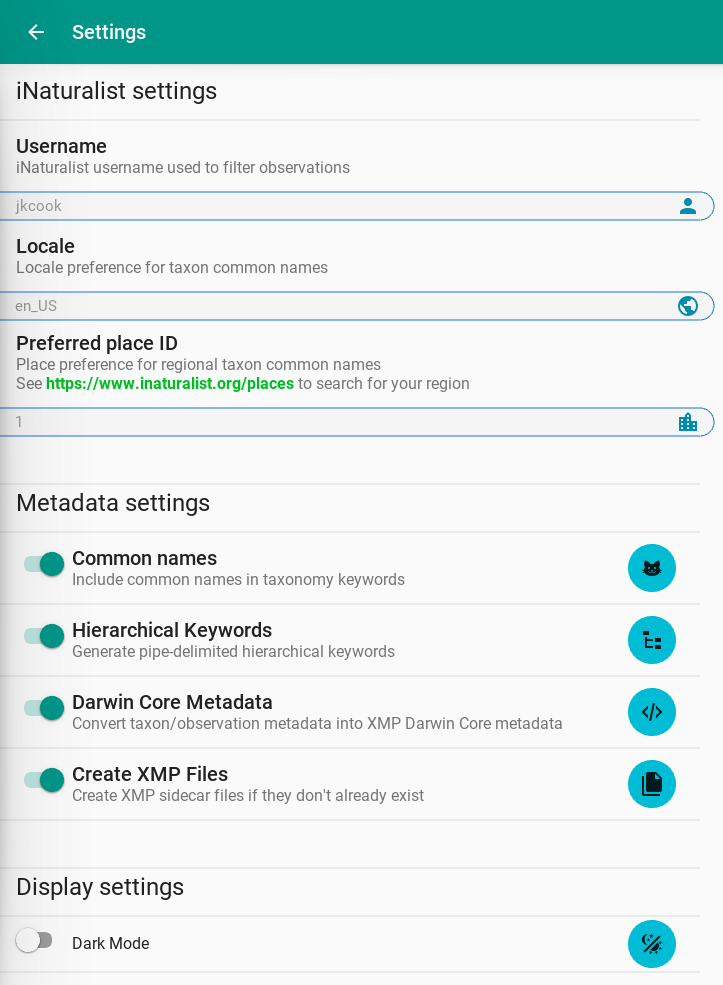 Settings
iNaturalist settings
Username
iNaturalist username used to filter observations
jkcook
Locale
Locale preference for taxon common names
en_US
Preferred place ID
Place preference for regional taxon common names
See https://www.inaturalist.org/places to search for your region
1
Metadata settings
Common names
Include common names in taxonomy keywords
Hierarchical Keywords
Generate pipe-delimited hierarchical keywords
Darwin Core Metadata
Convert taxon/observation metadata into XMP Darwin Core metadata
Create XMP Files
Create XMP sidecar files if they don't already exist
Display settings
Dark Mode